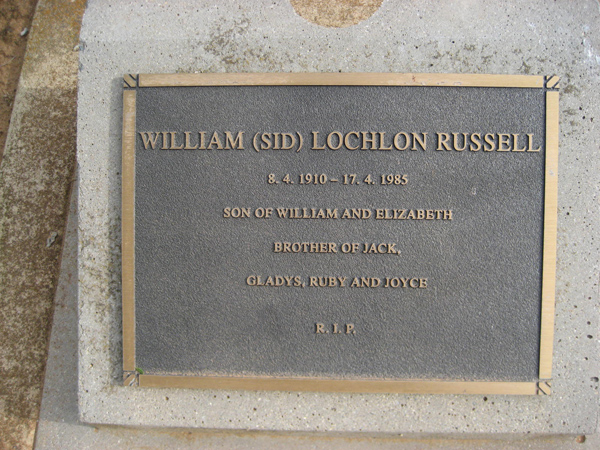 WILLIAM (SID) LOCHLON RUSSELL
8. 4. 1910 – 17. 4. 1985
SON OF WILLIAM AND ELIZABETH
BROTHER OF JACK,
GLADYS, RUBY AND JOYCE
R. I. P.